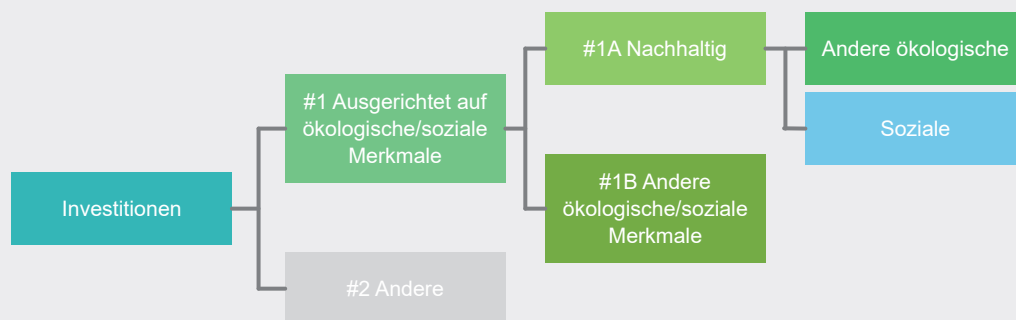 #1A Nachhaltig
Andere ökologische
#1 Ausgerichtet auf
ökologische/soziale
Merkmale
Soziale
#1B Andere
ökologische/soziale
Merkmale
Investitionen
#2 Andere